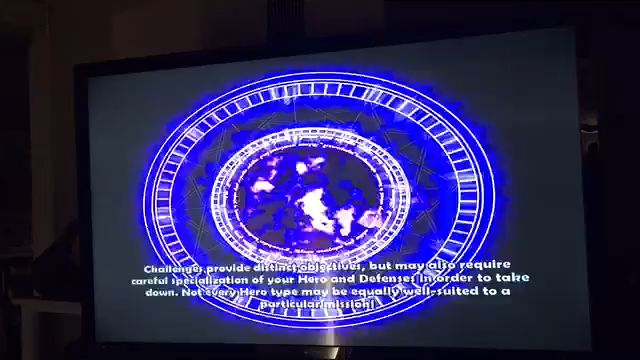 Challenges provide distinct objectives, but may also require
careful specialization of your Hero and Defenses in order to take
down. Not every Hero type may be equally well-suited to a
particular mission!